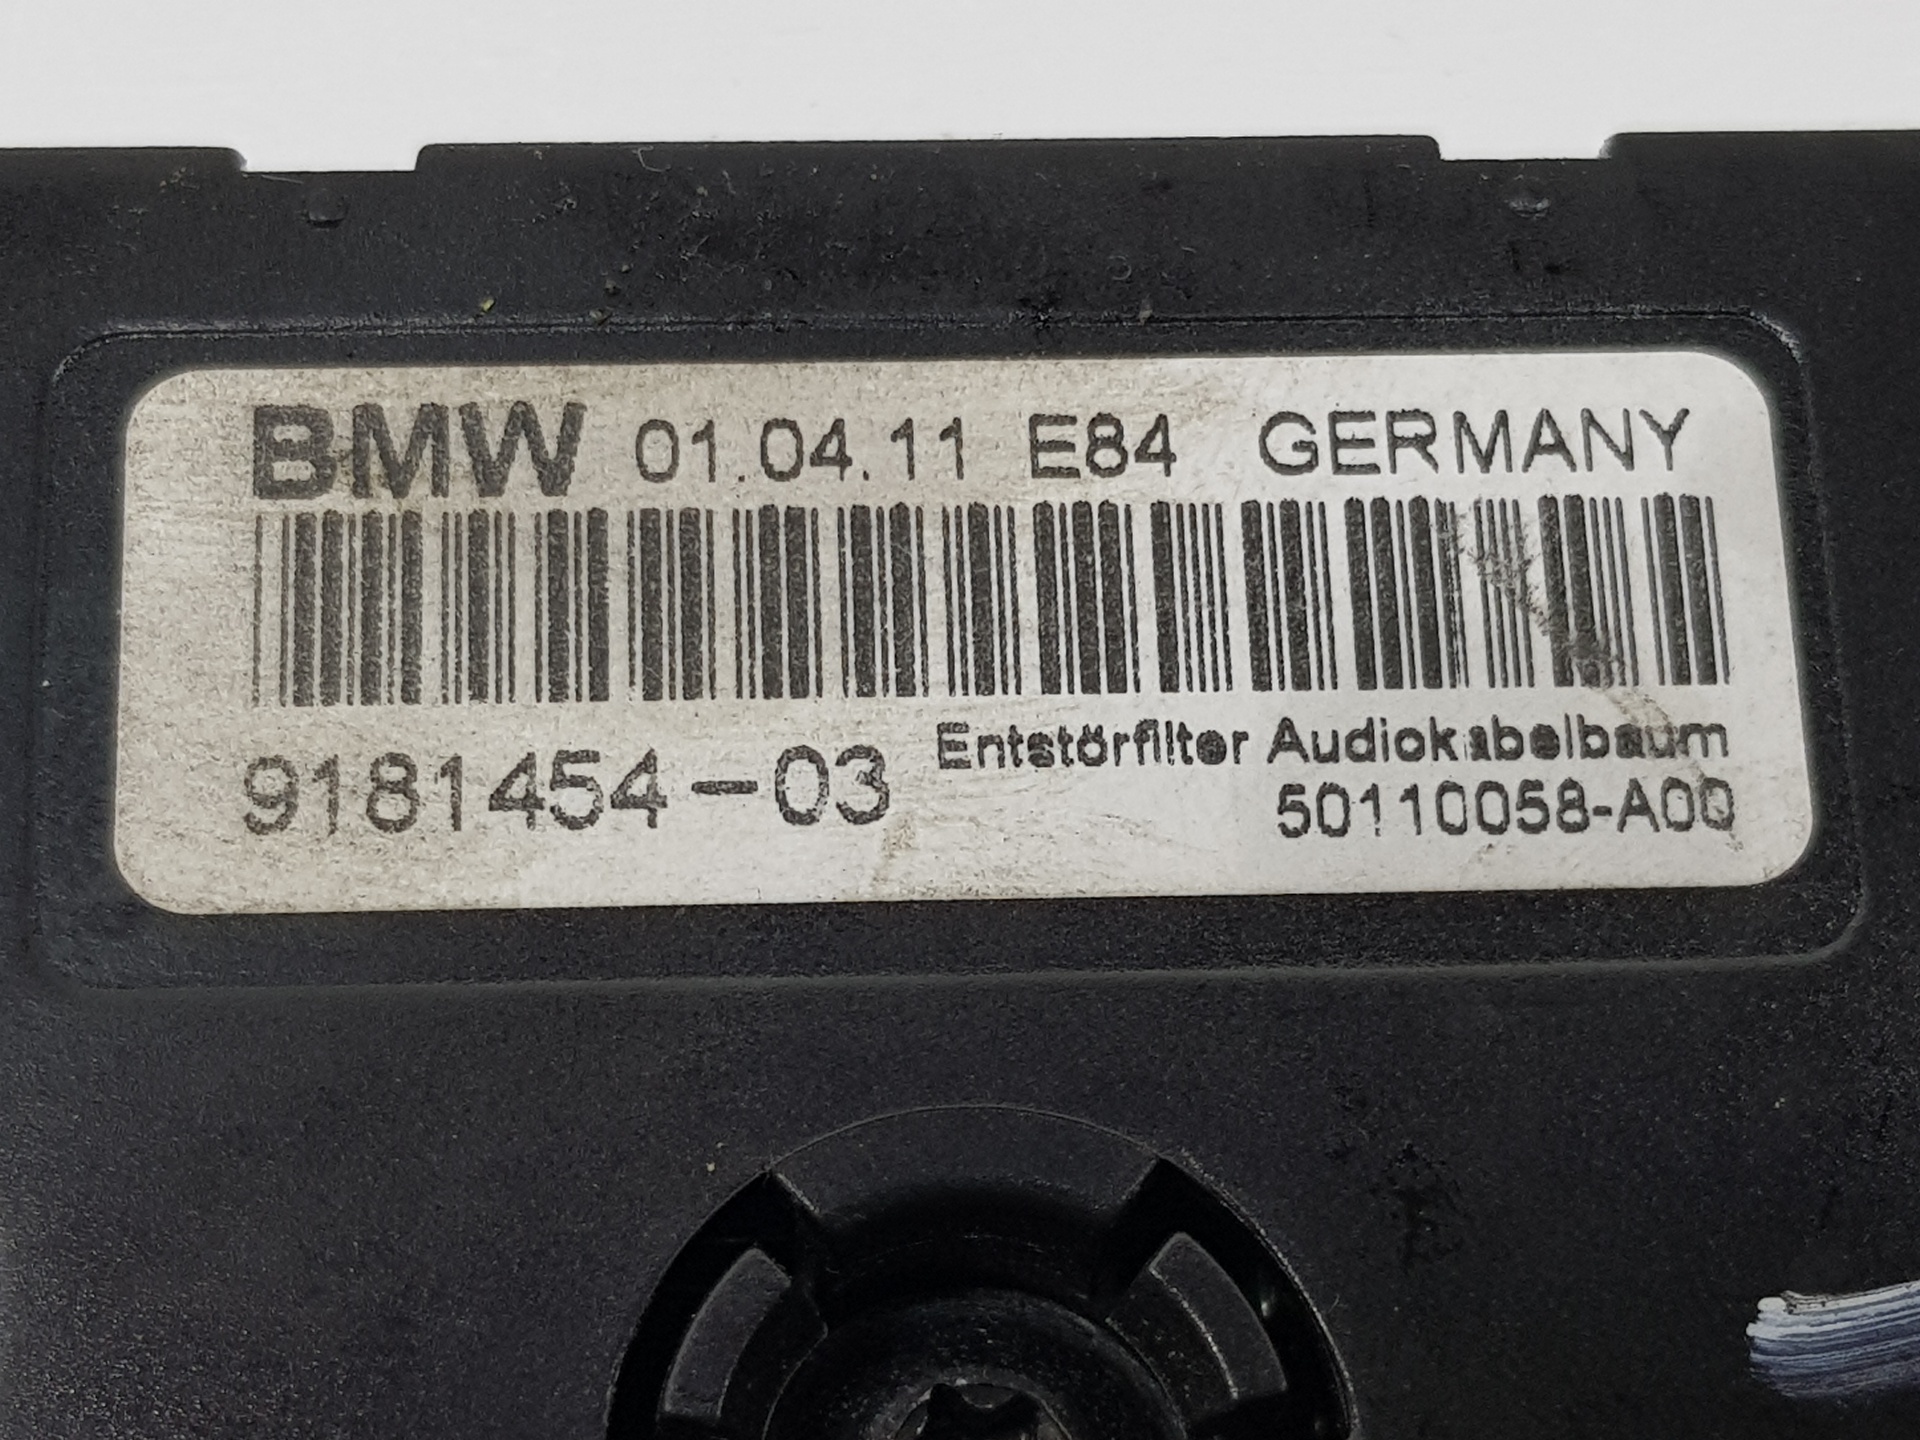 BMW 01.04.11 E84 GERMANY
9181454-03
Entstörfilter Audiokabelbaum
50110058-A00